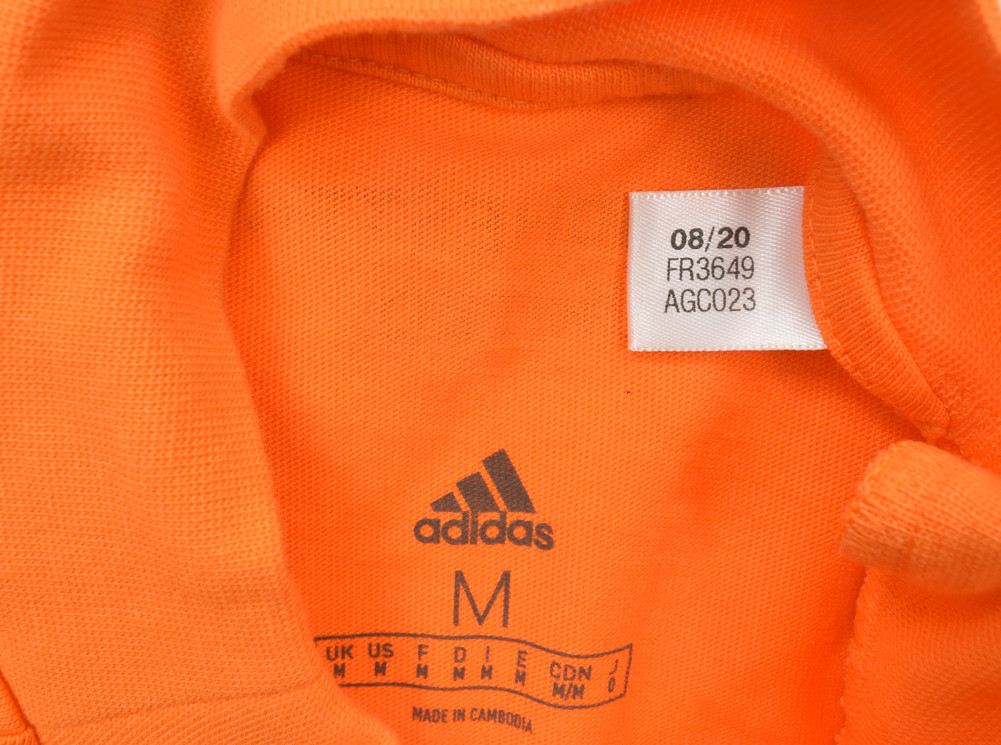 08/20
FR3649
AGC023
adidas
M
UK US F D I E CDN J
M M M M M M M/M O
MADE IN CAMBODIA